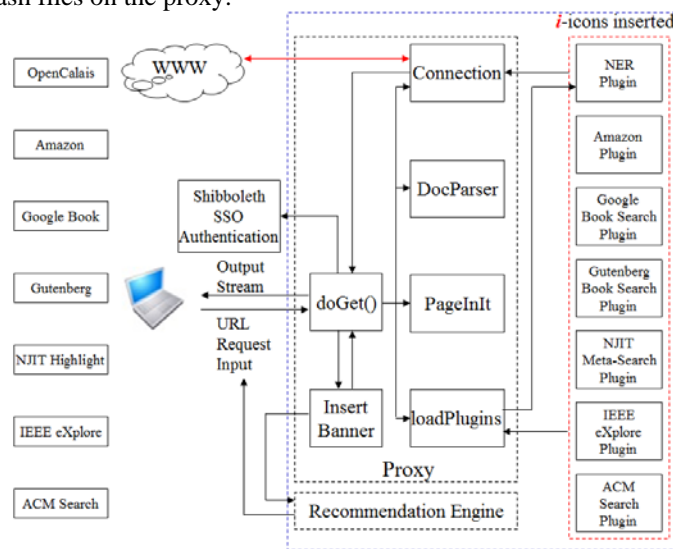 ash files on the proxy.
i-icons inserted
OpenCalais
WWW
Connection
NER
Plugin
Amazon
DocParser
Amazon
Plugin
Google Book
Shibboleth
SSO
Authentication
Google
Book Search
Plugin
Gutenberg
Output
Stream
doGet()
PageInIt
Gutenberg
Book Search
Plugin
URL
Request
Input
NJIT Highlight
NJIT
Meta-Search
Plugin
IEEE eXplore
Insert
Banner
loadPlugins
IEEE
eXplore
Plugin
Proxy
ACM Search
Recommendation Engine
ACM
Search
Plugin